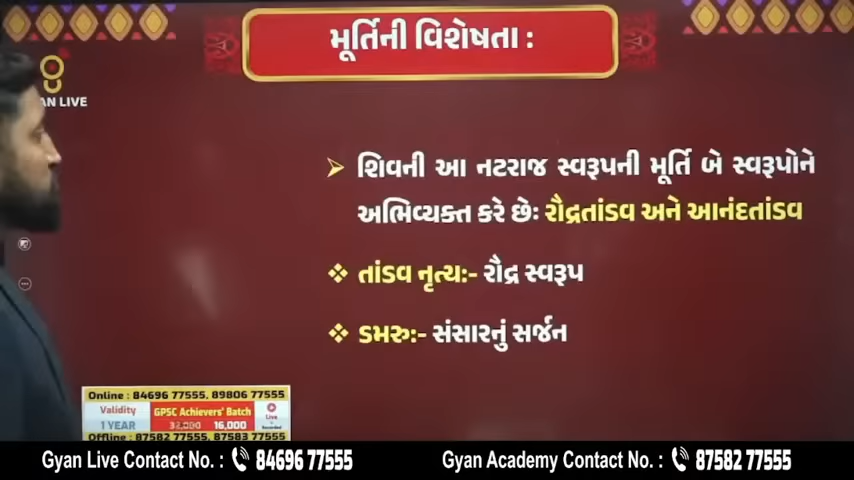 મૂર્તિની વિશેષતા :
AN LIVE
➢ શિવની આ નટરાજ સ્વરૂપની મૂર્તિ બે સ્વરૂપોને
અભિવ્યક્ત કરે છેઃ રૌદ્રતાંડવ અને આનંદતાંડવ
❖ તાંડવ નૃત્યઃ- રૌદ્ર સ્વરૂપ
❖ ડમરુઃ- સંસારનું સર્જન
Online : 84696 77555, 89806 77555
Validity
1 YEAR
GPSC Achievers' Batch
32,000 16,000
Live
Recorded
Offline : 87582 77555, 87583 77555
Gyan Live Contact No. : 84696 77555
Gyan Academy Contact No. : 87582 77555